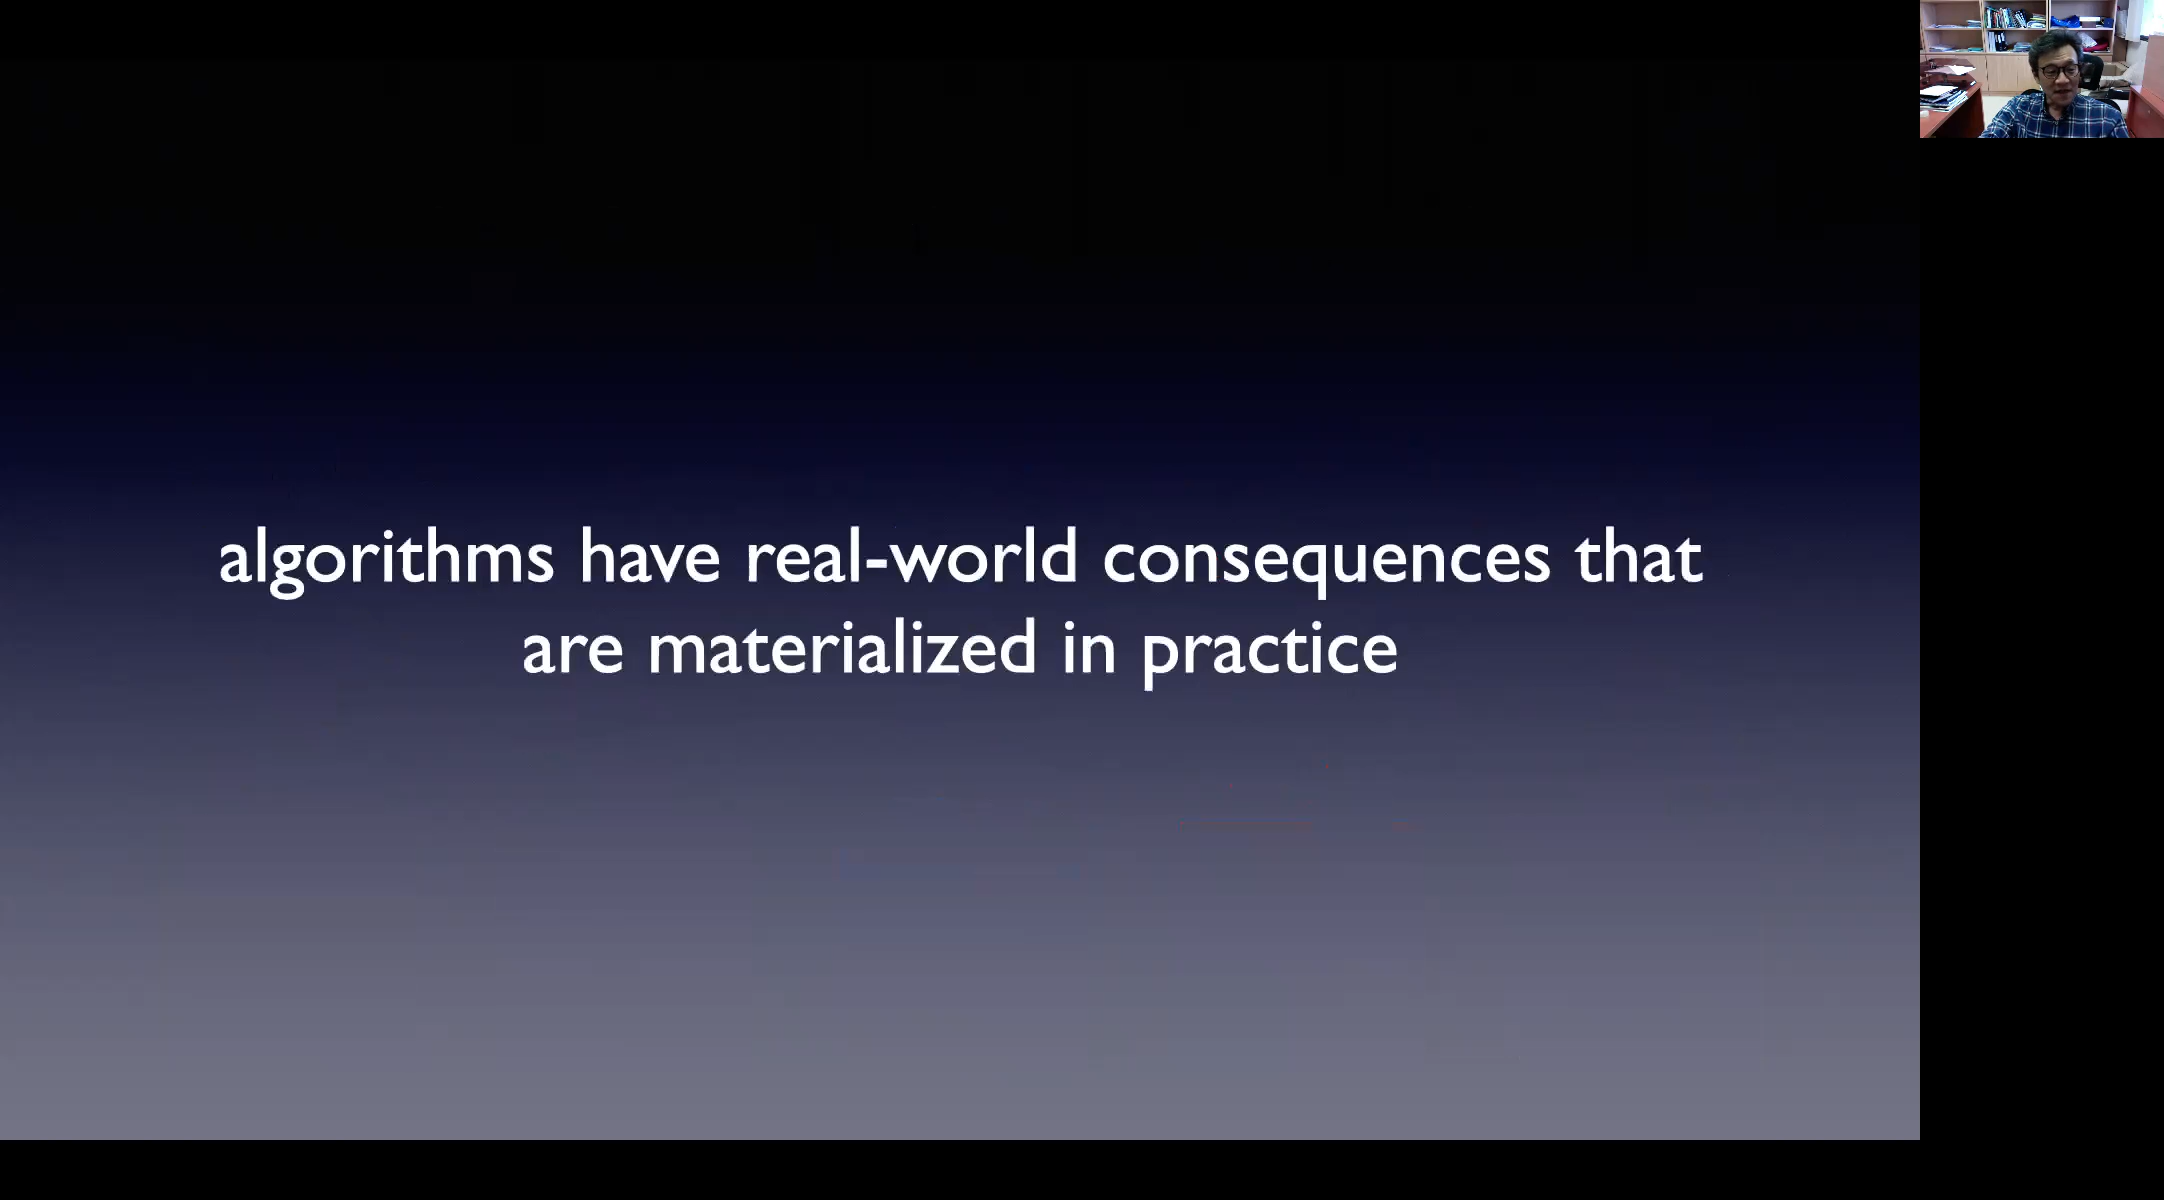 algorithms have real-world consequences that
are materialized in practice